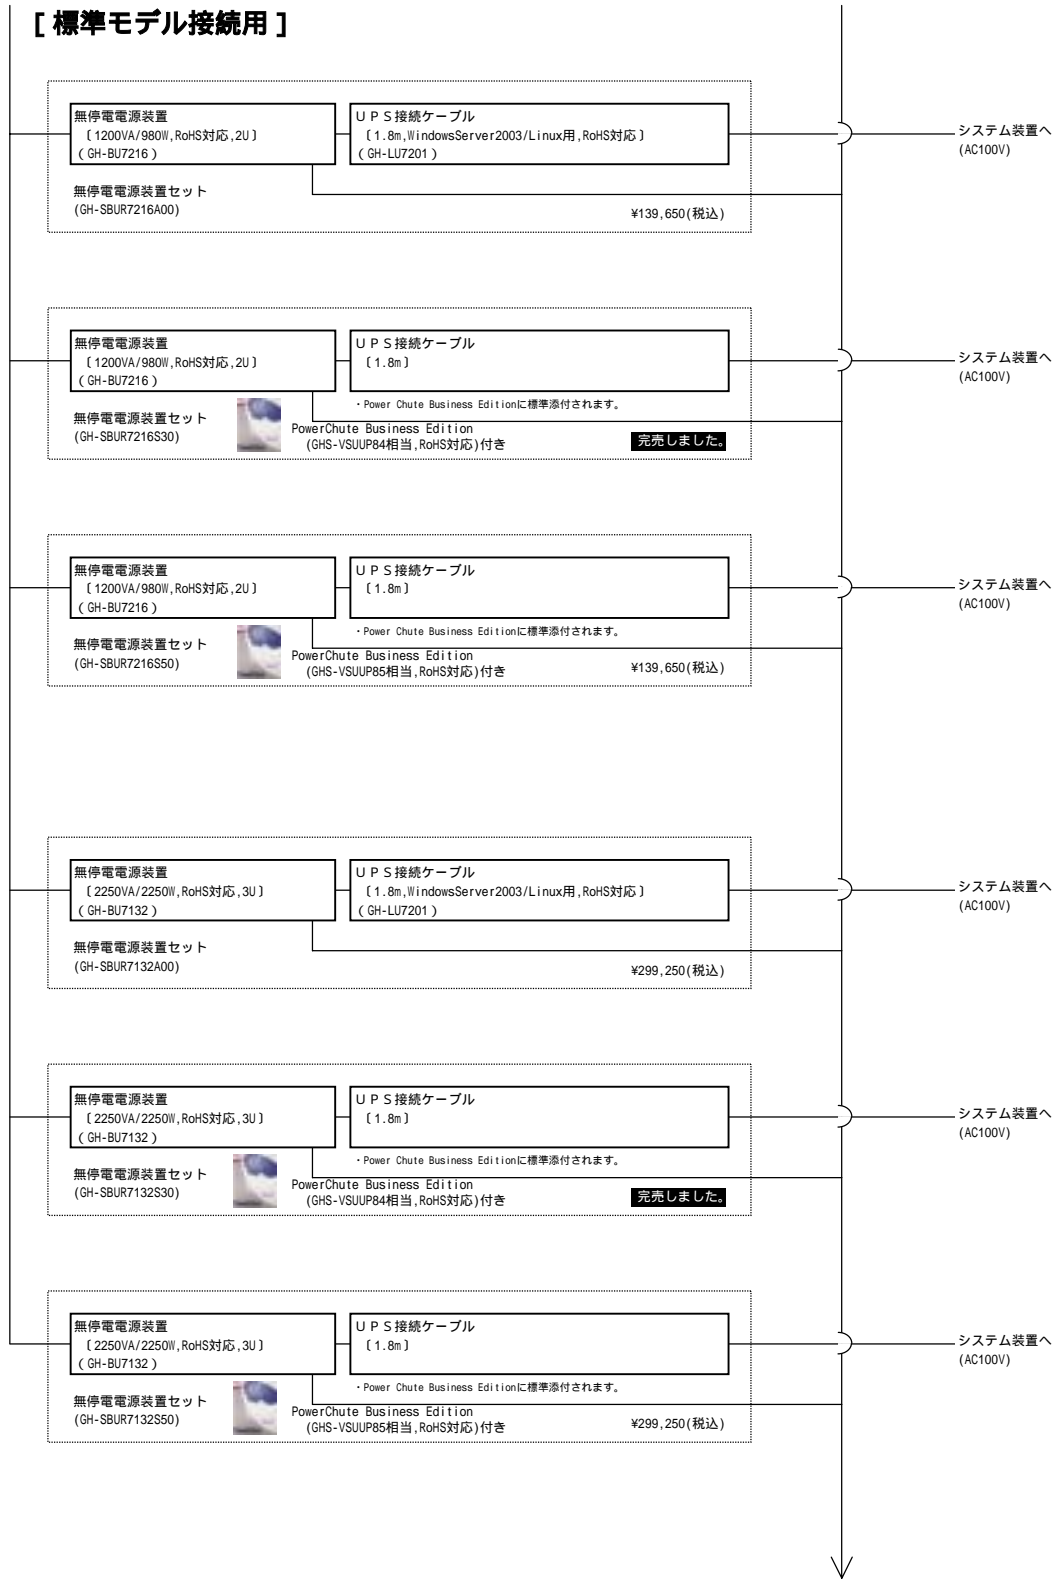 [ 標準モデル接続用 ]
無停電電源装置
〔1200VA/980W,RoHS対応,2U〕
( GH-BU7216 )
UPS接続ケーブル
〔1.8m,WindowsServer2003/Linux用,RoHS対応〕
( GH-LU7201 )
システム装置へ
(AC100V)
無停電電源装置セット
(GH-SBUR7216A00)
¥139,650(税込)
無停電電源装置
〔1200VA/980W,RoHS対応,2U〕
( GH-BU7216 )
UPS接続ケーブル
〔1.8m〕
システム装置へ
(AC100V)
・Power Chute Business Editionに標準添付されます。
無停電電源装置セット
(GH-SBUR7216S30)
PowerChute Business Edition
(GHS-VSUUP84相当,RoHS対応)付き
完売しました。
無停電電源装置
〔1200VA/980W,RoHS対応,2U〕
( GH-BU7216 )
UPS接続ケーブル
〔1.8m〕
システム装置へ
(AC100V)
・Power Chute Business Editionに標準添付されます。
無停電電源装置セット
(GH-SBUR7216S50)
PowerChute Business Edition
(GHS-VSUUP85相当,RoHS対応)付き
¥139,650(税込)
無停電電源装置
〔2250VA/2250W,RoHS対応,3U〕
( GH-BU7132 )
UPS接続ケーブル
〔1.8m,WindowsServer2003/Linux用,RoHS対応〕
( GH-LU7201 )
システム装置へ
(AC100V)
無停電電源装置セット
(GH-SBUR7132A00)
¥299,250(税込)
無停電電源装置
〔2250VA/2250W,RoHS対応,3U〕
( GH-BU7132 )
UPS接続ケーブル
〔1.8m〕
システム装置へ
(AC100V)
・Power Chute Business Editionに標準添付されます。
無停電電源装置セット
(GH-SBUR7132S30)
PowerChute Business Edition
(GHS-VSUUP84相当,RoHS対応)付き
完売しました。
無停電電源装置
〔2250VA/2250W,RoHS対応,3U〕
( GH-BU7132 )
UPS接続ケーブル
〔1.8m〕
システム装置へ
(AC100V)
・Power Chute Business Editionに標準添付されます。
無停電電源装置セット
(GH-SBUR7132S50)
PowerChute Business Edition
(GHS-VSUUP85相当,RoHS対応)付き
¥299,250(税込)